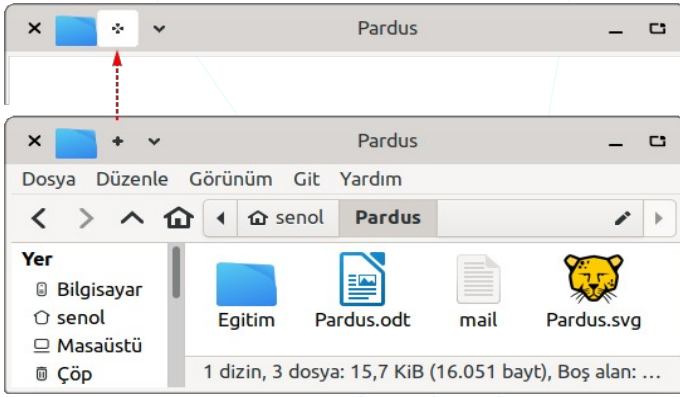 Pardus
Pardus
Dosya Düzenle Görünüm Git Yardım
senol Pardus
Yer
Bilgisayar
senol
Masaüstü
Çöp
Egitim Pardus.odt mail Pardus.svg
1 dizin, 3 dosya: 15,7 KiB (16.051 bayt), Boş alan: …